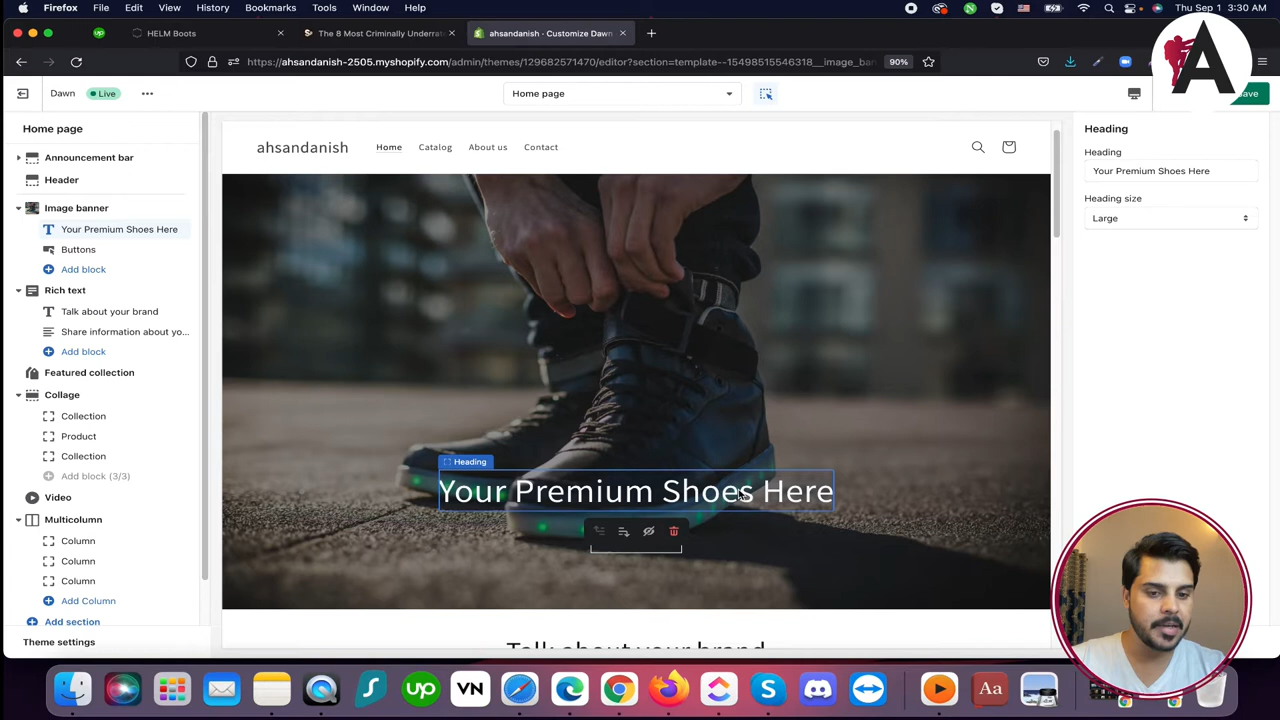 Firefox File Edit View History Bookmarks Tools Window Help
Thu Sep 1 3:30 AM
HELM Boots
The 8 Most Criminally Underrat
ahsandanish - Customize Dawn
https://ahsandanish-2505.myshopify.com/admin/themes/129682571470/editor?section=template--15498515546318__image_ban
90%
Dawn
Live
Home page
A
Home page
Announcement bar
Header
Image banner
Your Premium Shoes Here
Buttons
Add block
Rich text
Talk about your brand
Share information about yo...
Add block
Featured collection
Collage
Collection
Product
Collection
Add block (3/3)
Video
Multicolumn
Column
Column
Column
Add Column
Add section
Theme settings
ahsandanish
Home
Catalog
About us
Contact
Heading
Your Premium Shoes Here
Talk about your brand
Heading
Heading
Your Premium Shoes Here
Heading size
Large
up
VN
Aa